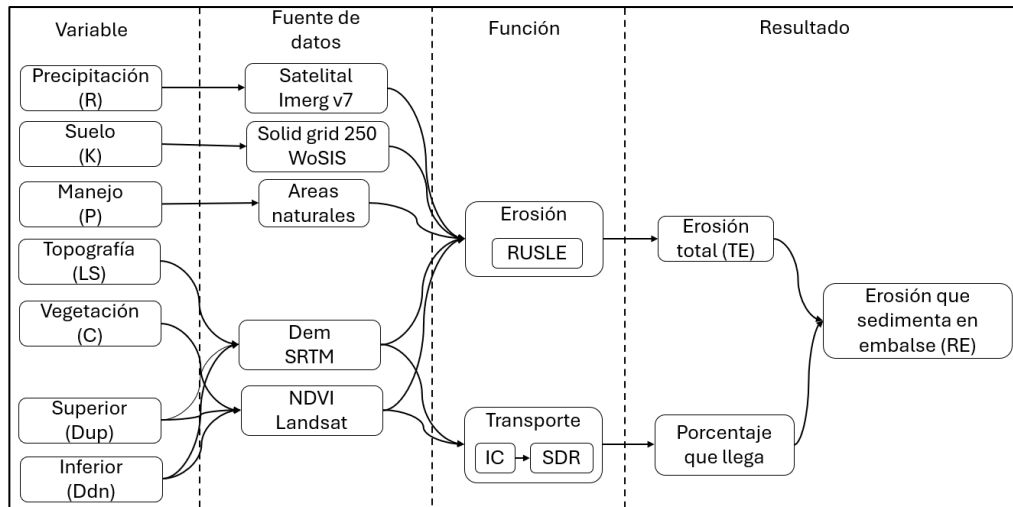 Variable
Fuente de
datos
Función
Resultado
Precipitación
(R)
Satelital
Imerg v7
Suelo
(K)
Solid grid 250
WoSIS
Manejo
(P)
Areas
naturales
Topografía
(LS)
Vegetación
(C)
Superior
(Dup)
Inferior
(Ddn)
Dem
SRTM
NDVI
Landsat
Erosión
RUSLE
Transporte
IC
SDR
Erosión
total (TE)
Porcentaje
que llega
Erosión que
sedimenta en
embalse (RE)